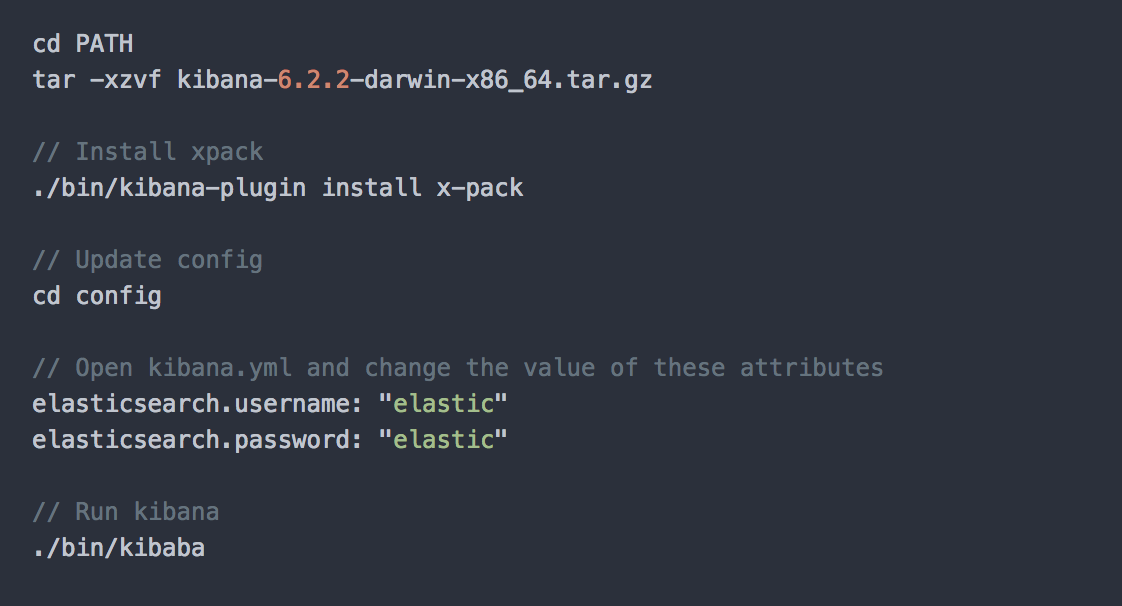 cd PATH
tar -xzvf kibana-6.2.2-darwin-x86_64.tar.gz
// Install xpack
./bin/kibana-plugin install x-pack
// Update config
cd config
// Open kibana.yml and change the value of these attributes
elasticsearch.username: "elastic"
elasticsearch.password: "elastic"
// Run kibana
./bin/kibaba